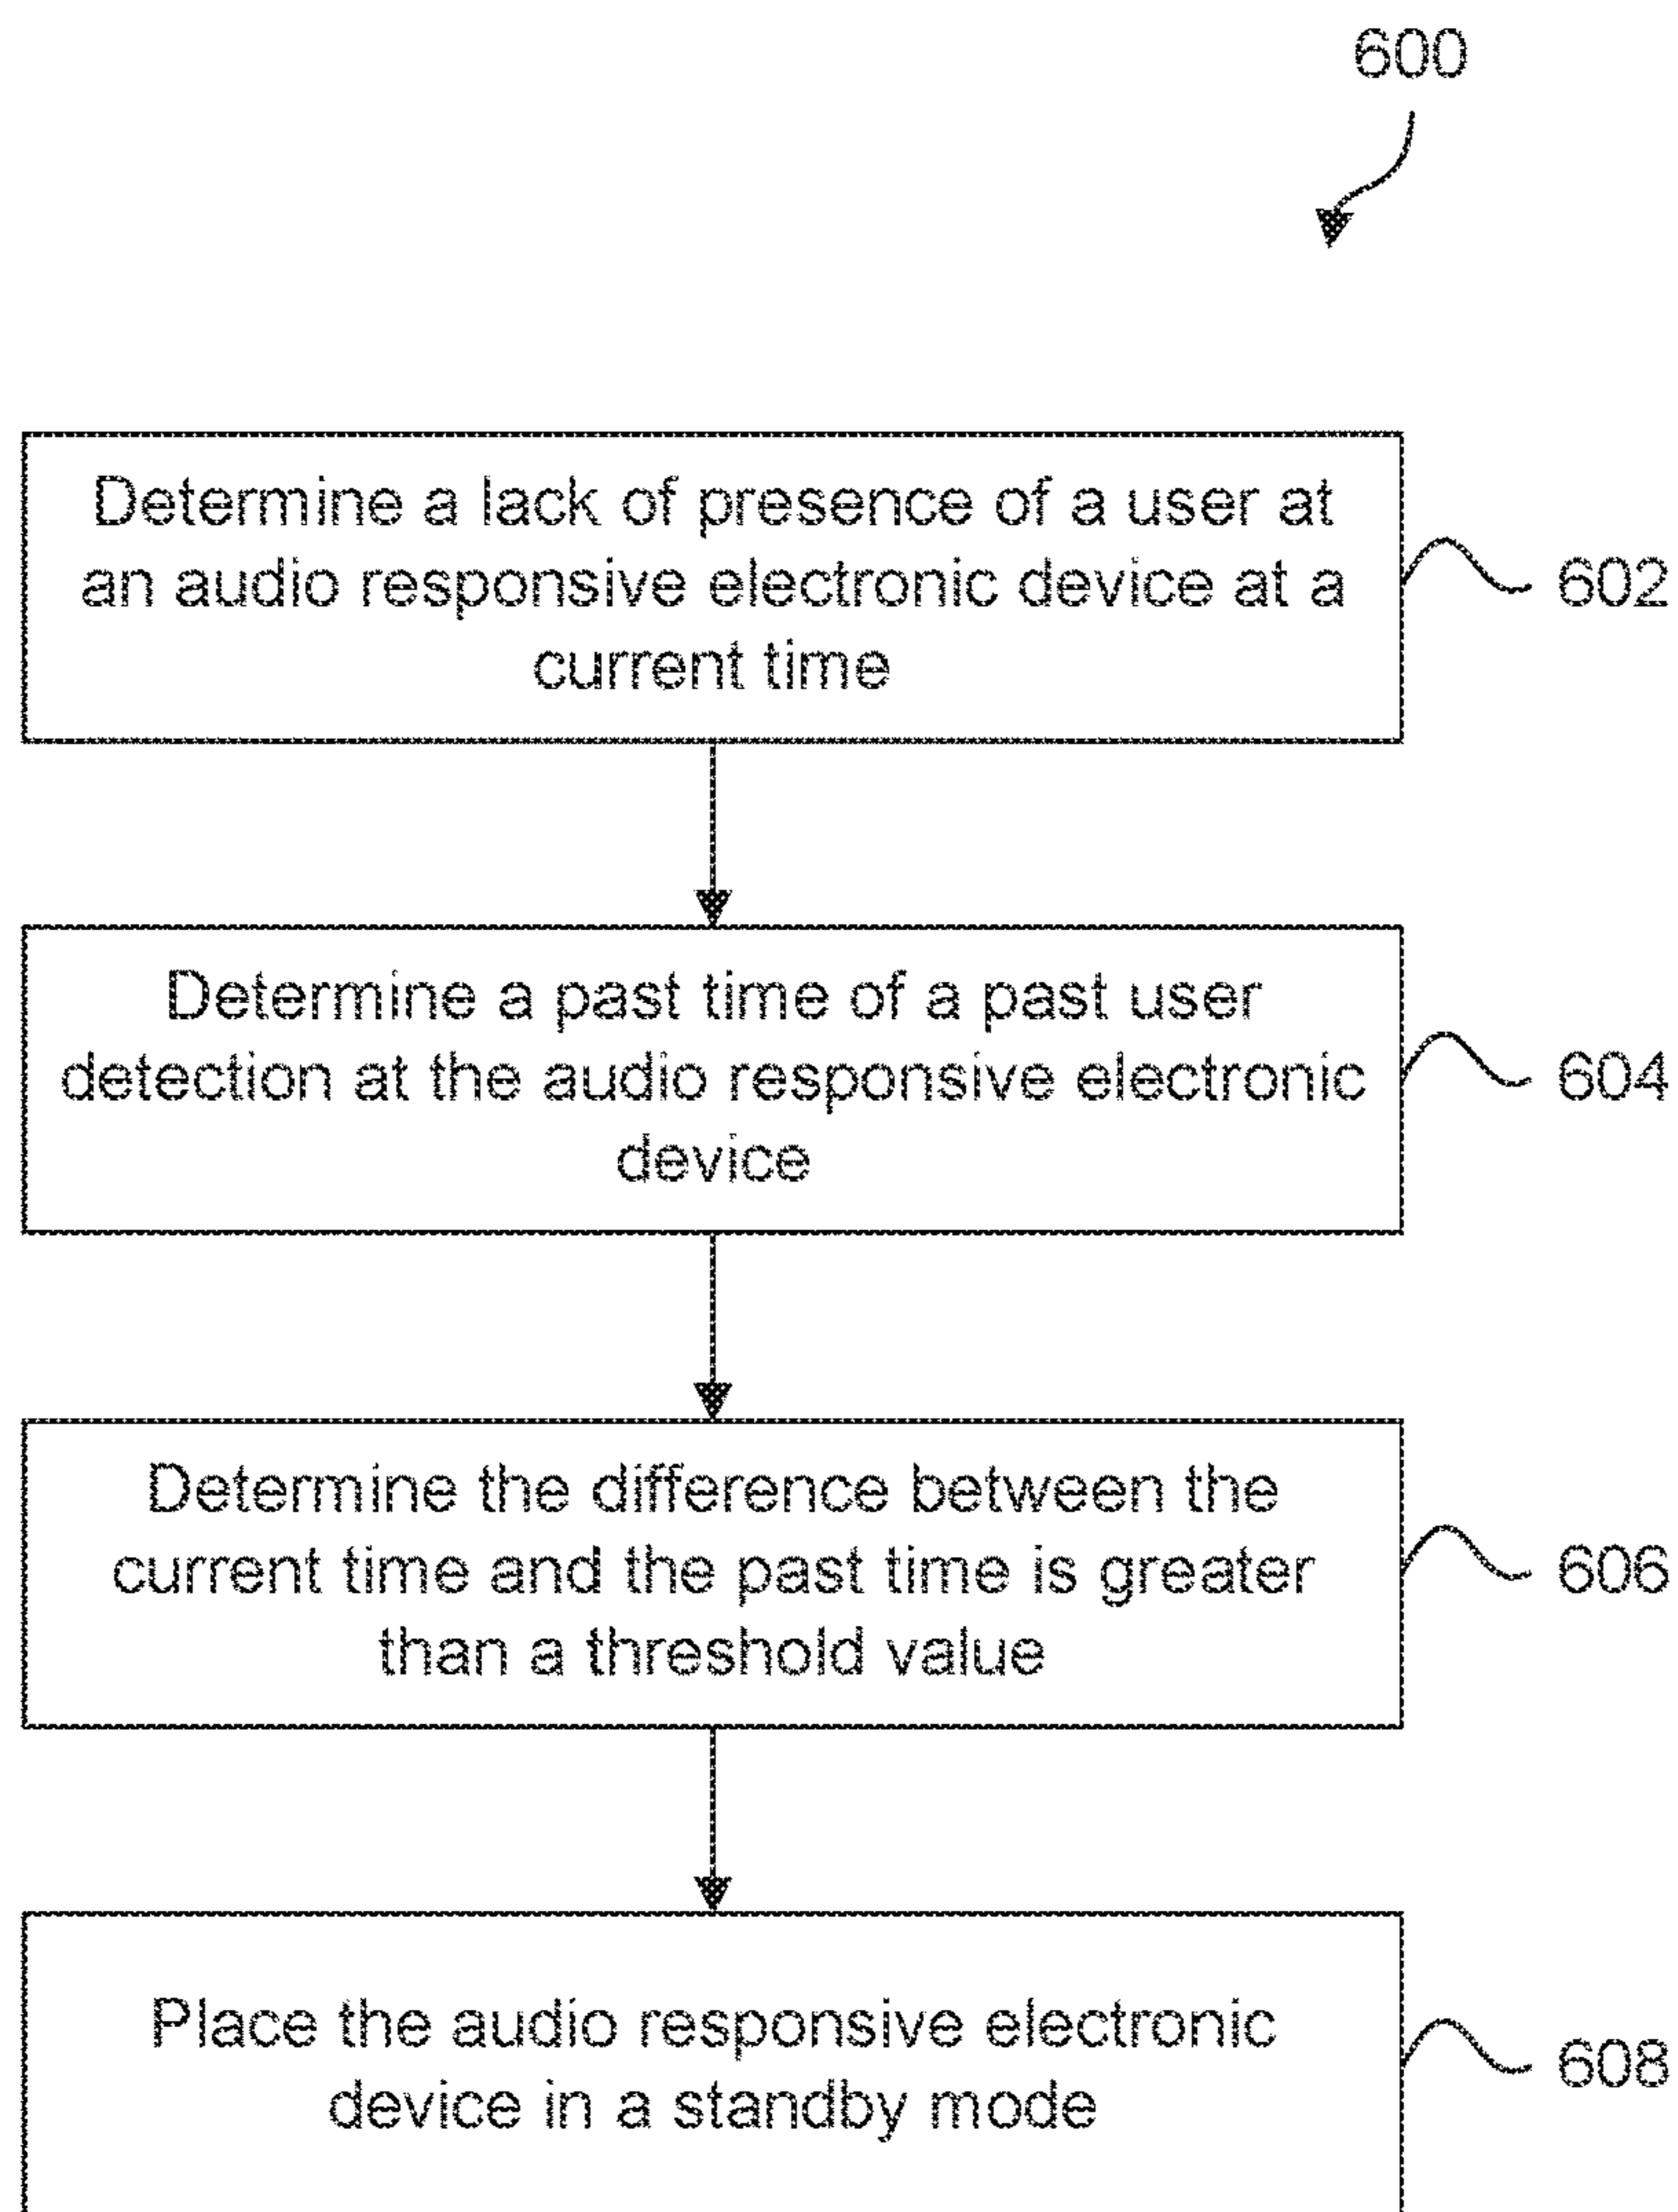 600
Determine a lack of presence of a user at
an audio responsive electronic device at a
current time
602
Determine a past time of a past user
detection at the audio responsive electronic
device
604
Determine the difference between the
current time and the past time is greater
than a threshold value
606
Place the audio responsive electronic
device in a standby mode
608